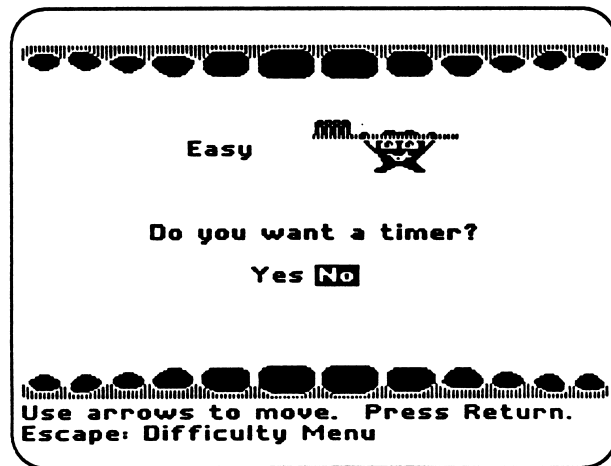 Easy
Do you want a timer?
Yes No
Use arrows to move. Press Return.
Escape: Difficulty Menu